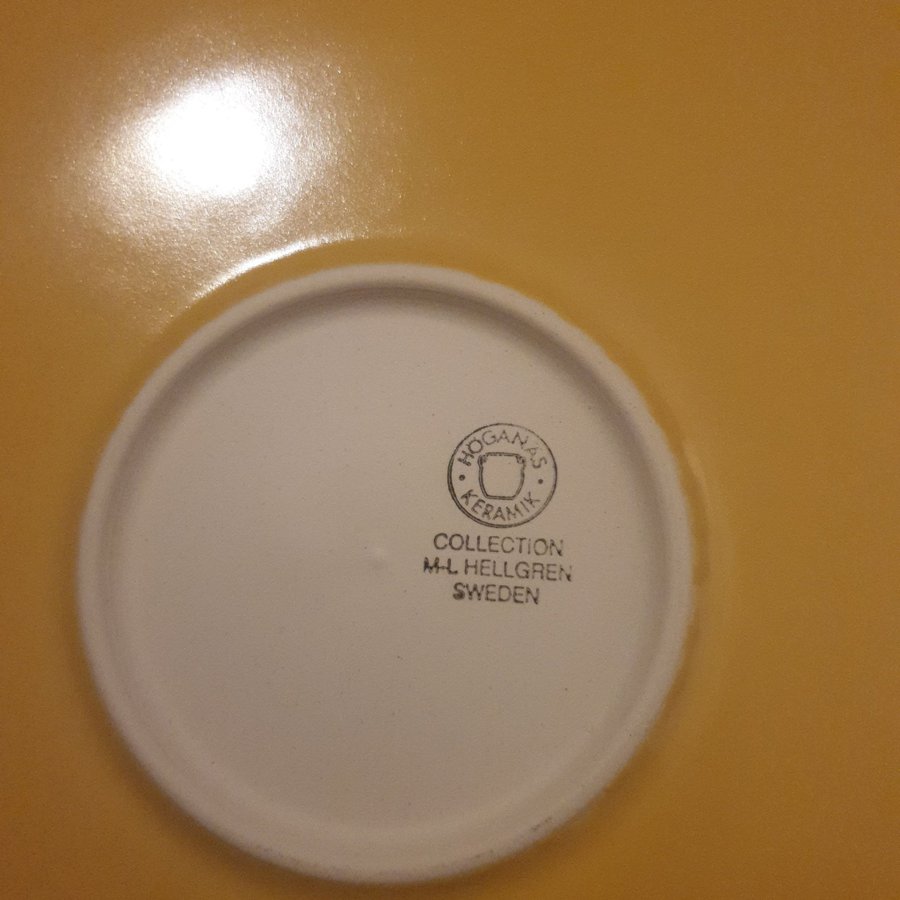 HÖGANÄS
KERAMIK
COLLECTION
M-L HELLGREN
SWEDEN